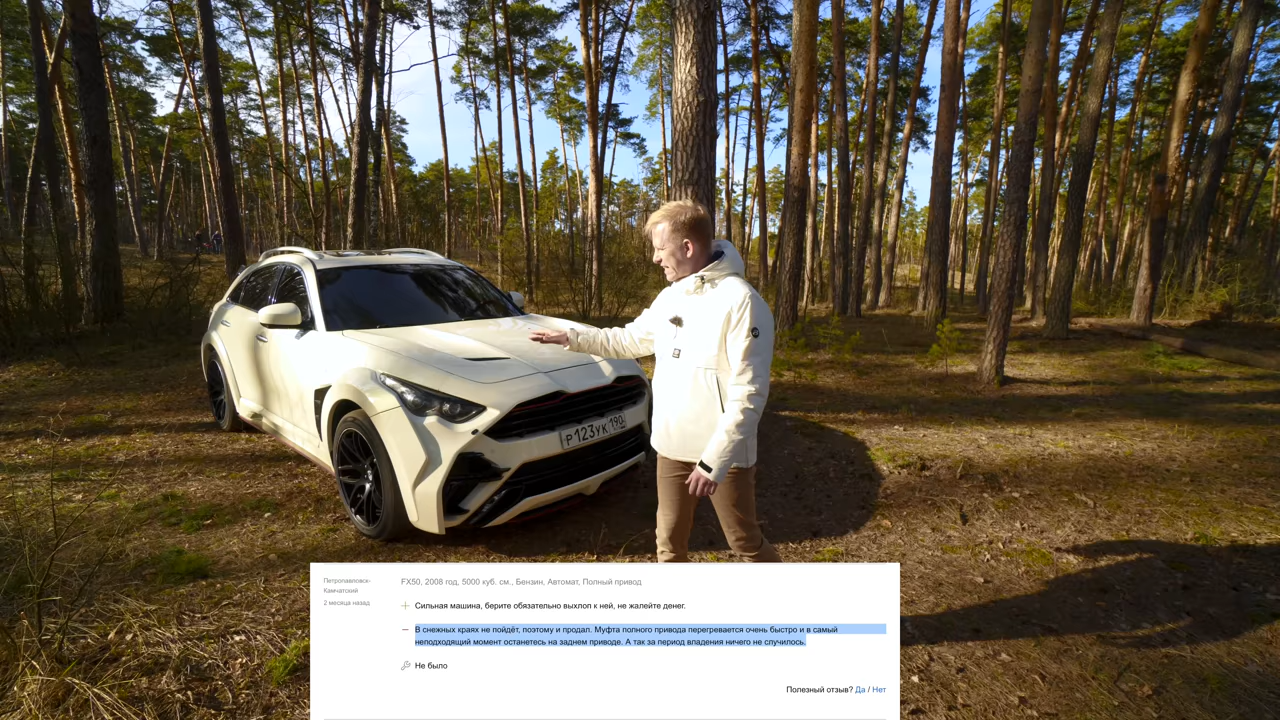 Р123УК 190
Петропавловск-
Камчатский
2 месяца назад
FX50, 2008 год, 5000 куб. см., Бензин, Автомат, Полный привод
Сильная машина, берите обязательно выхлоп к ней, не жалейте денег.
В снежных краях не пойдёт, поэтому и продал. Муфта полного привода перегревается очень быстро и в самый
неподходящий момент останетесь на заднем приводе. А так за период владения ничего не случилось.
Не было
Полезный отзыв? Да / Нет